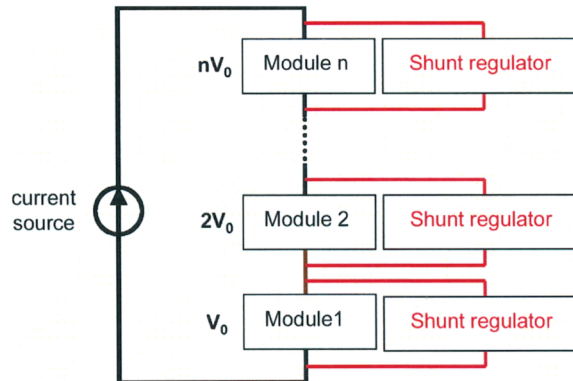 nV₀ Module n Shunt regulator
current
source
2V₀ Module 2 Shunt regulator
V₀ Module1 Shunt regulator